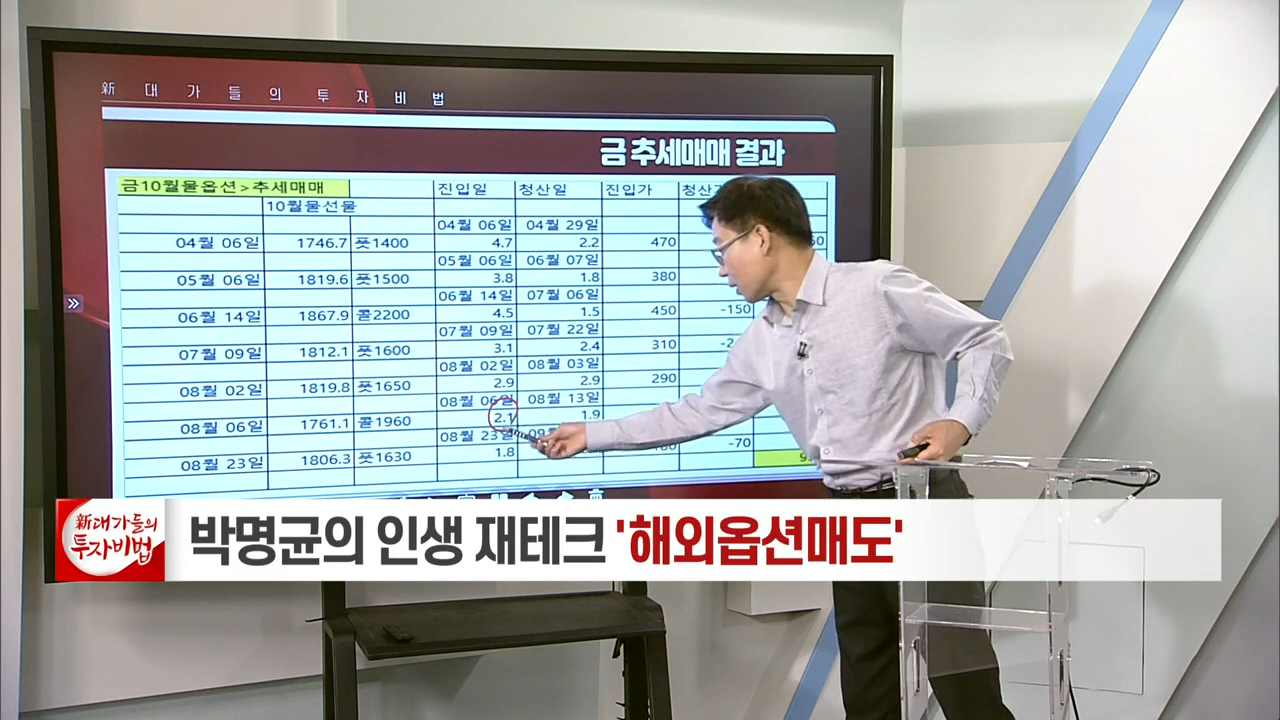 新 대 가 들 의 투 자 비 법
금 추세매매 결과
금10월물옵션>추세매매 진입일 청산일 진입가
10월물선물
04월 06일 04월 29일
04월 06일 1746.7 풋1400 4.7 2.2 470
05월 06일 06월 07일
05월 06일 1819.6 풋1500 3.8 1.8 380
06월 14일 07월 06일
06월 14일 1867.9 콜2200 4.5 1.5 450 -150
07월 09일 07월 22일
07월 09일 1812.1 풋1600 3.1 2.4 310
08월 02일 08월 03일
08월 02일 1819.8 풋1650 2.9 2.9 290
08월 06일 08월 13일
08월 06일 1761.1 콜1960 2.1 1.9
08월 23일
08월 23일 1806.3 풋1630 1.8 -70
新대가들의
투자비법
박명균의 인생 재테크 '해외옵션매도'